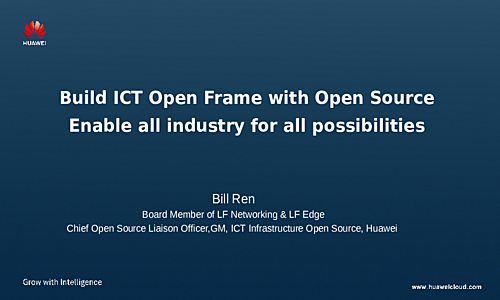 HUAWEI
Build ICT Open Frame with Open Source
Enable all industry for all possibilities
Bill Ren
Board Member of LF Networking & LF Edge
Chief Open Source Liaison Officer,GM, ICT Infrastructure Open Source, Huawei
Grow with Intelligence
www.huaweicloud.com